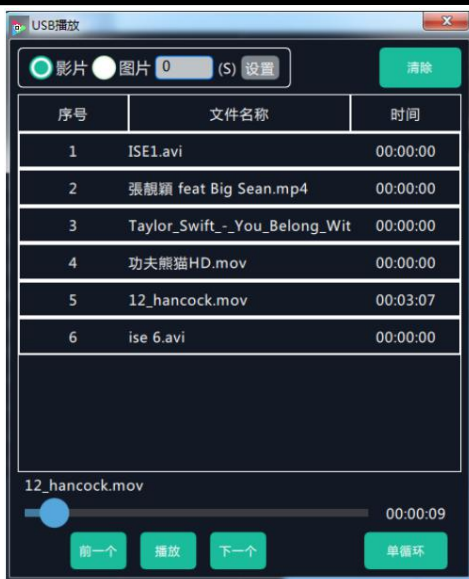 USB播放
影片 图片 0 (S) 设置 清除
序号 文件名称 时间
1 ISE1.avi 00:00:00
2 張靚穎 feat Big Sean.mp4 00:00:00
3 Taylor_Swift_-_You_Belong_Wit 00:00:00
4 功夫熊猫HD.mov 00:00:00
5 12_hancock.mov 00:03:07
6 ise 6.avi 00:00:00
12_hancock.mov
00:00:09
前一个 播放 下一个 单循环